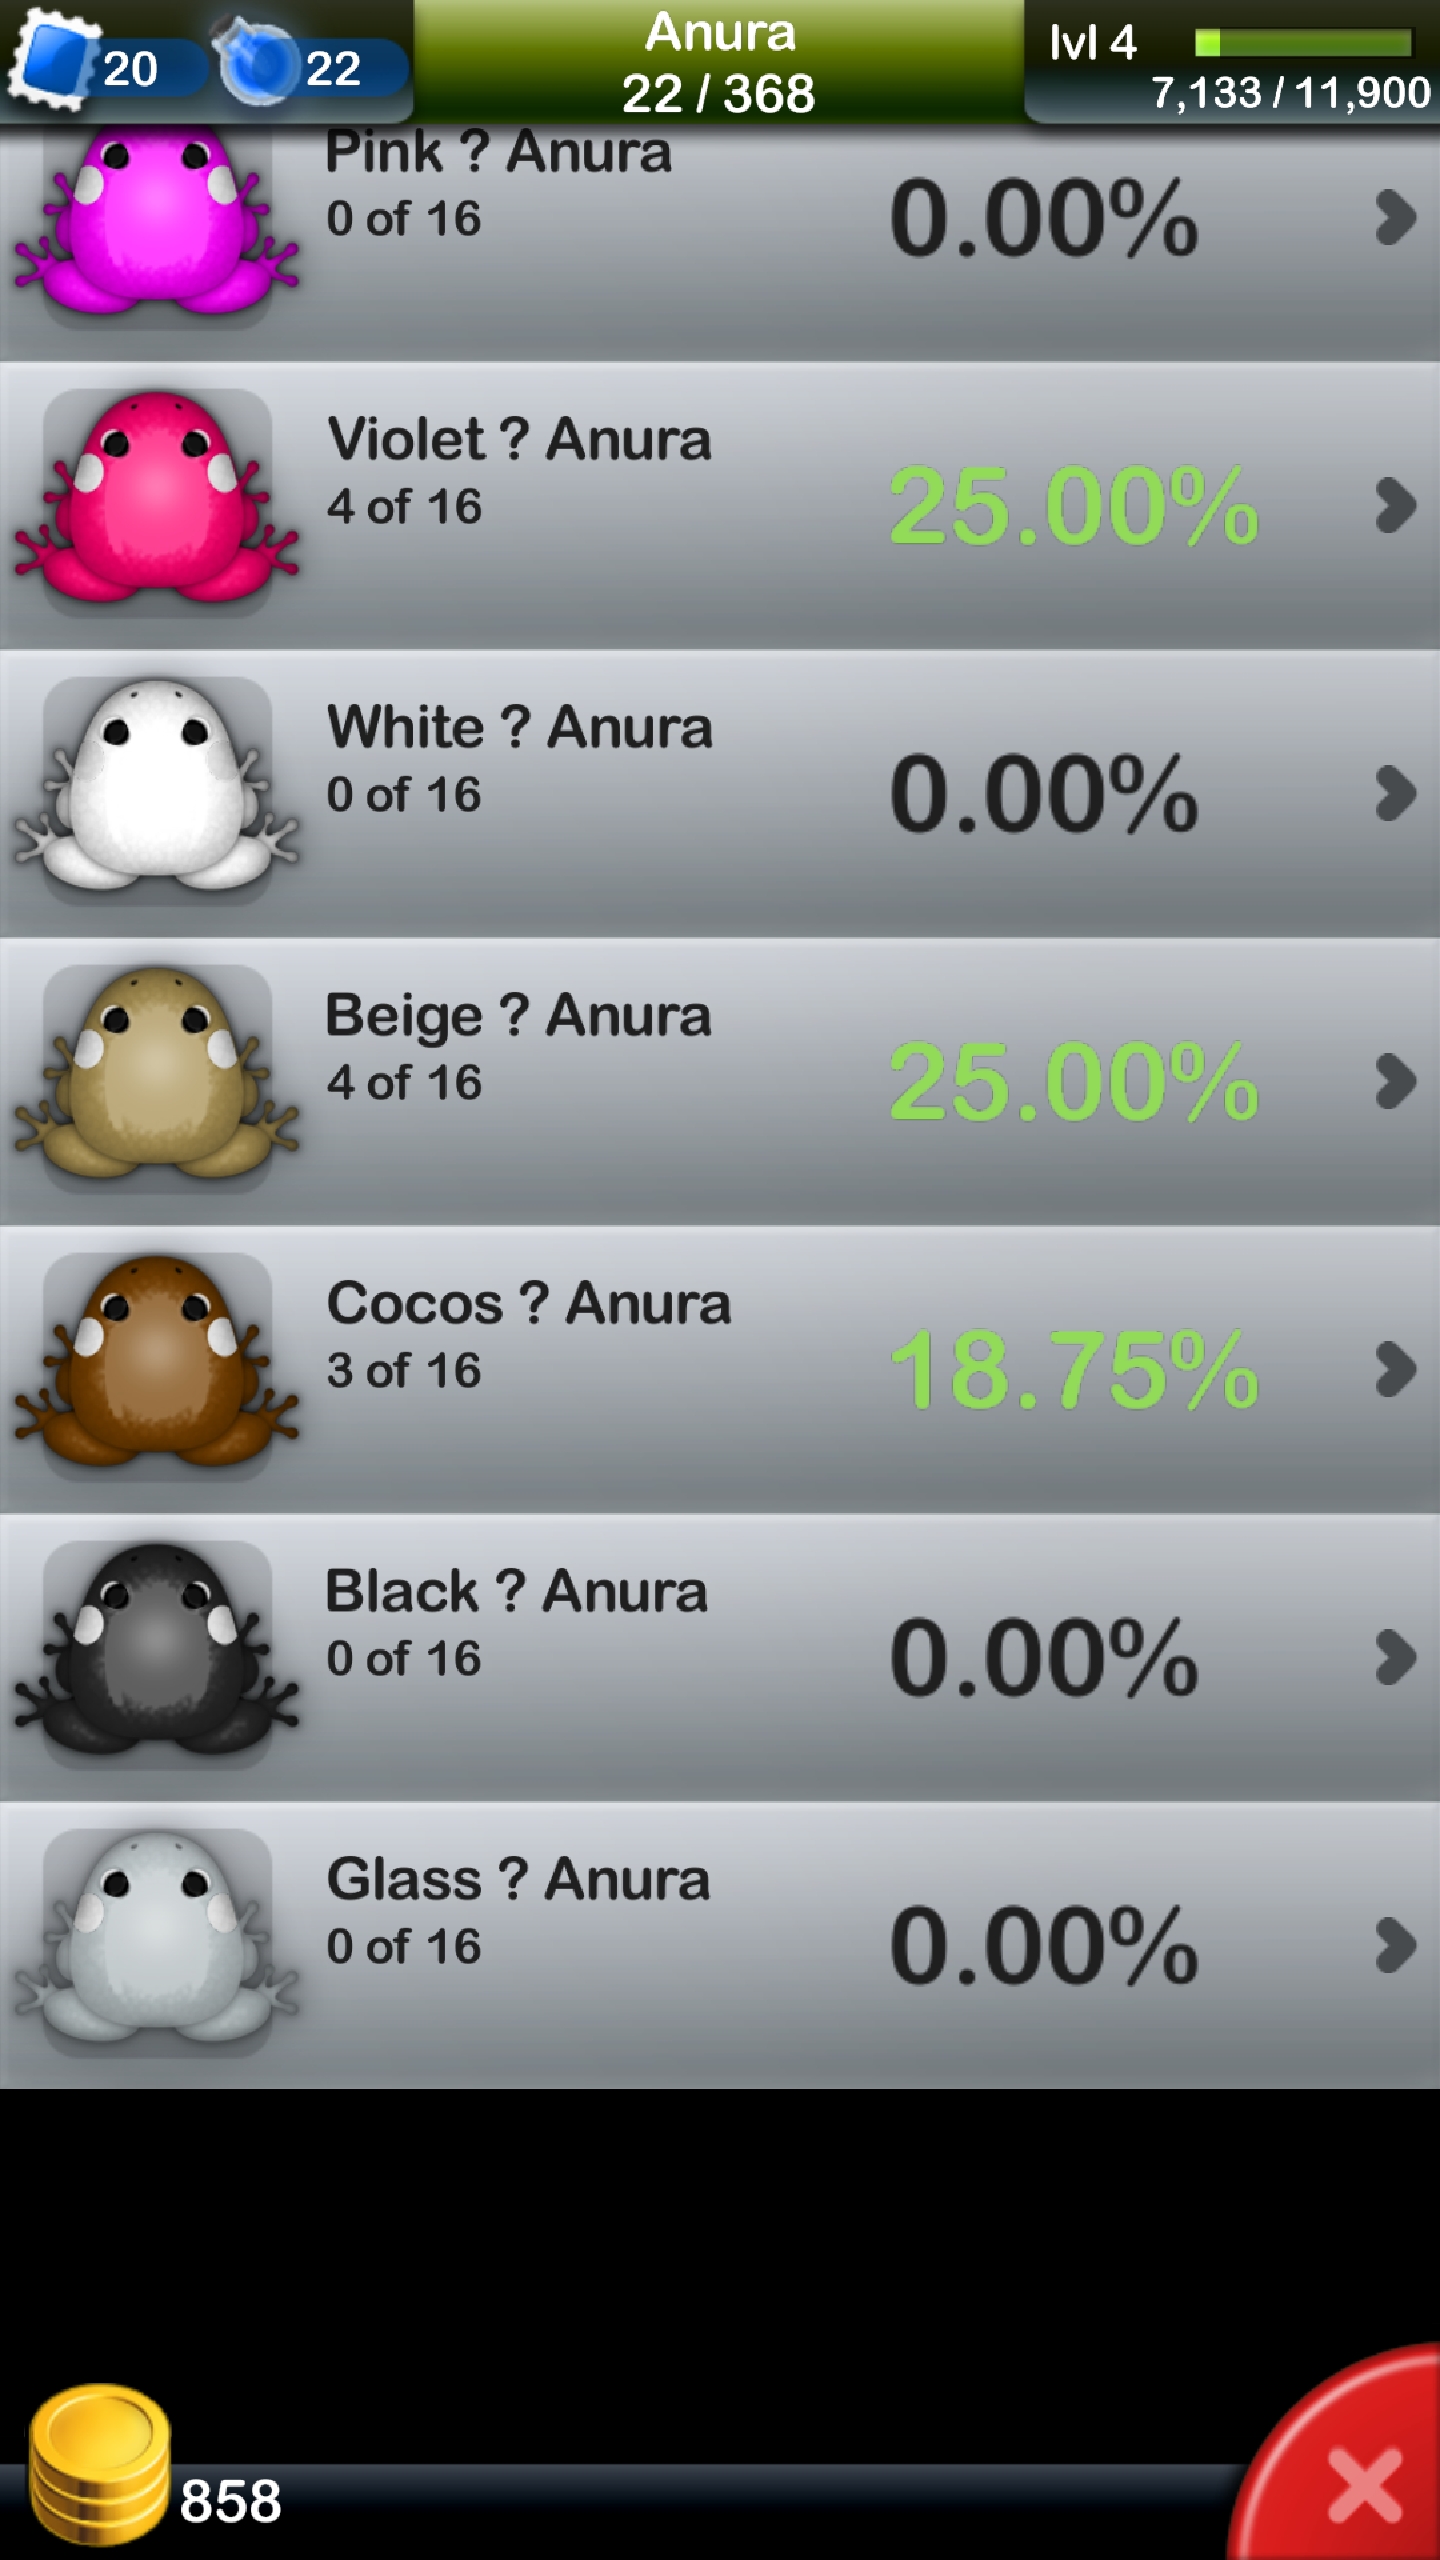 20
22
Anura
22 / 368
lvl 4
7,133 / 11,900
Pink ? Anura
0 of 16
0.00%
Violet ? Anura
4 of 16
25.00%
White ? Anura
0 of 16
0.00%
Beige ? Anura
4 of 16
25.00%
Cocos ? Anura
3 of 16
18.75%
Black ? Anura
0 of 16
0.00%
Glass ? Anura
0 of 16
0.00%
858